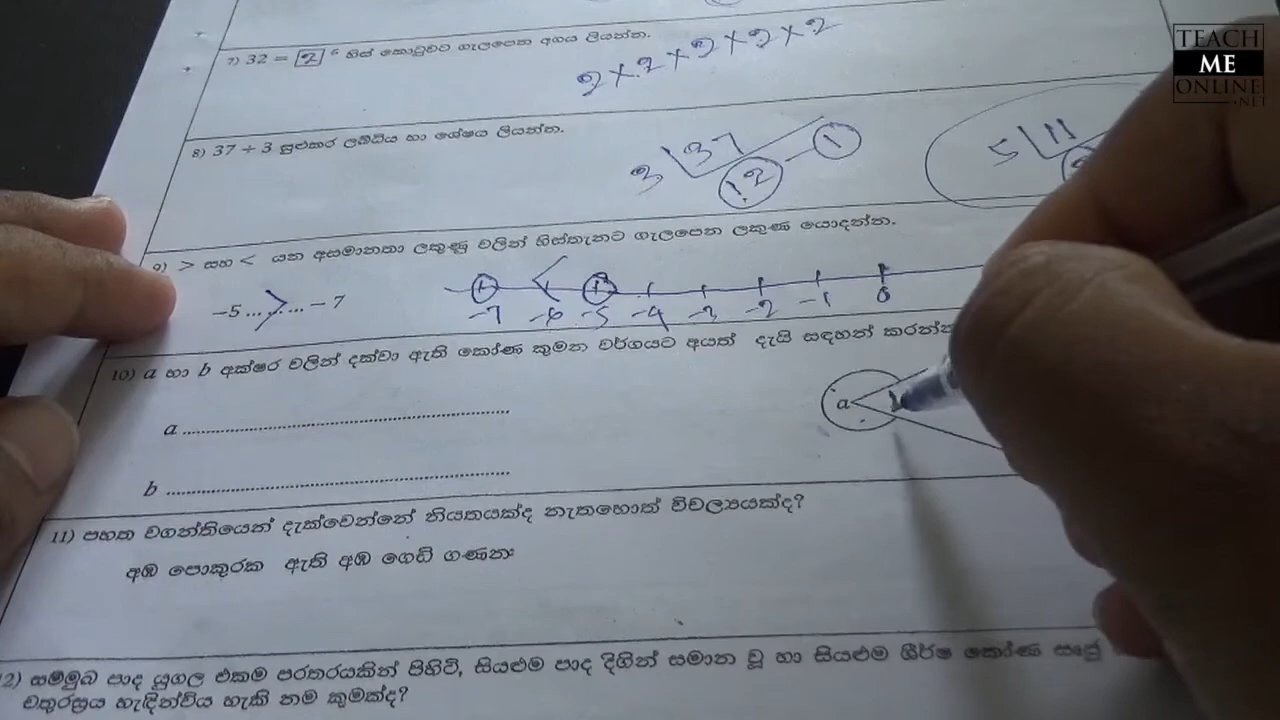 TEACH
ME
ONLINE
.NET
7) 32 = 2 ⁵ හිස් කොටුවට ගැලපෙන අගය ලියන්න.
2 × 2 × 2 × 2 × 2
8) 37 ÷ 3 සුළුකර ලබ්ධිය හා ශේෂය ලියන්න.
3 37 12 1
5 11
9) > සහ < යන අසමානතා ලකුණු වලින් හිස්තැනට ගැලපෙන ලකුණ යොදන්න.
-5 ... > ... - 7
-7 -6 -5 -4 -3 -2 -1 0
10) a හා b අක්ෂර වලින් දක්වා ඇති කෝණ කුමන වර්ගයට අයත් දැයි සඳහන් කරන්න
a ..........................................................
a
b ..........................................................
11) පහත වගන්තියෙන් දැක්වෙන්නේ නියතයක්ද නැතහොත් විචල්‍යයක්ද?
අඹ පොකුරක ඇති අඹ ගෙඩි ගණන
12) සම්මුඛ පාද යුගල එකම පරතරයකින් පිහිටි, සියළුම පාද දිගින් සමාන වූ හා සියළුම ශීර්ෂ කෝණ සෘජු
චතුරස්‍රය හැඳින්විය හැකි නම කුමක්ද?